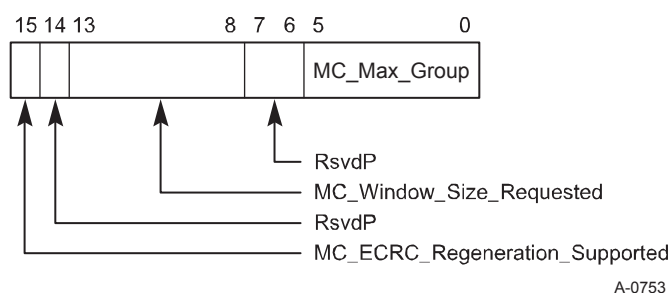 15 14 13 8 7 6 5 0
MC_Max_Group
RsvdP
MC_Window_Size_Requested
RsvdP
MC_ECRC_Regeneration_Supported
A-0753